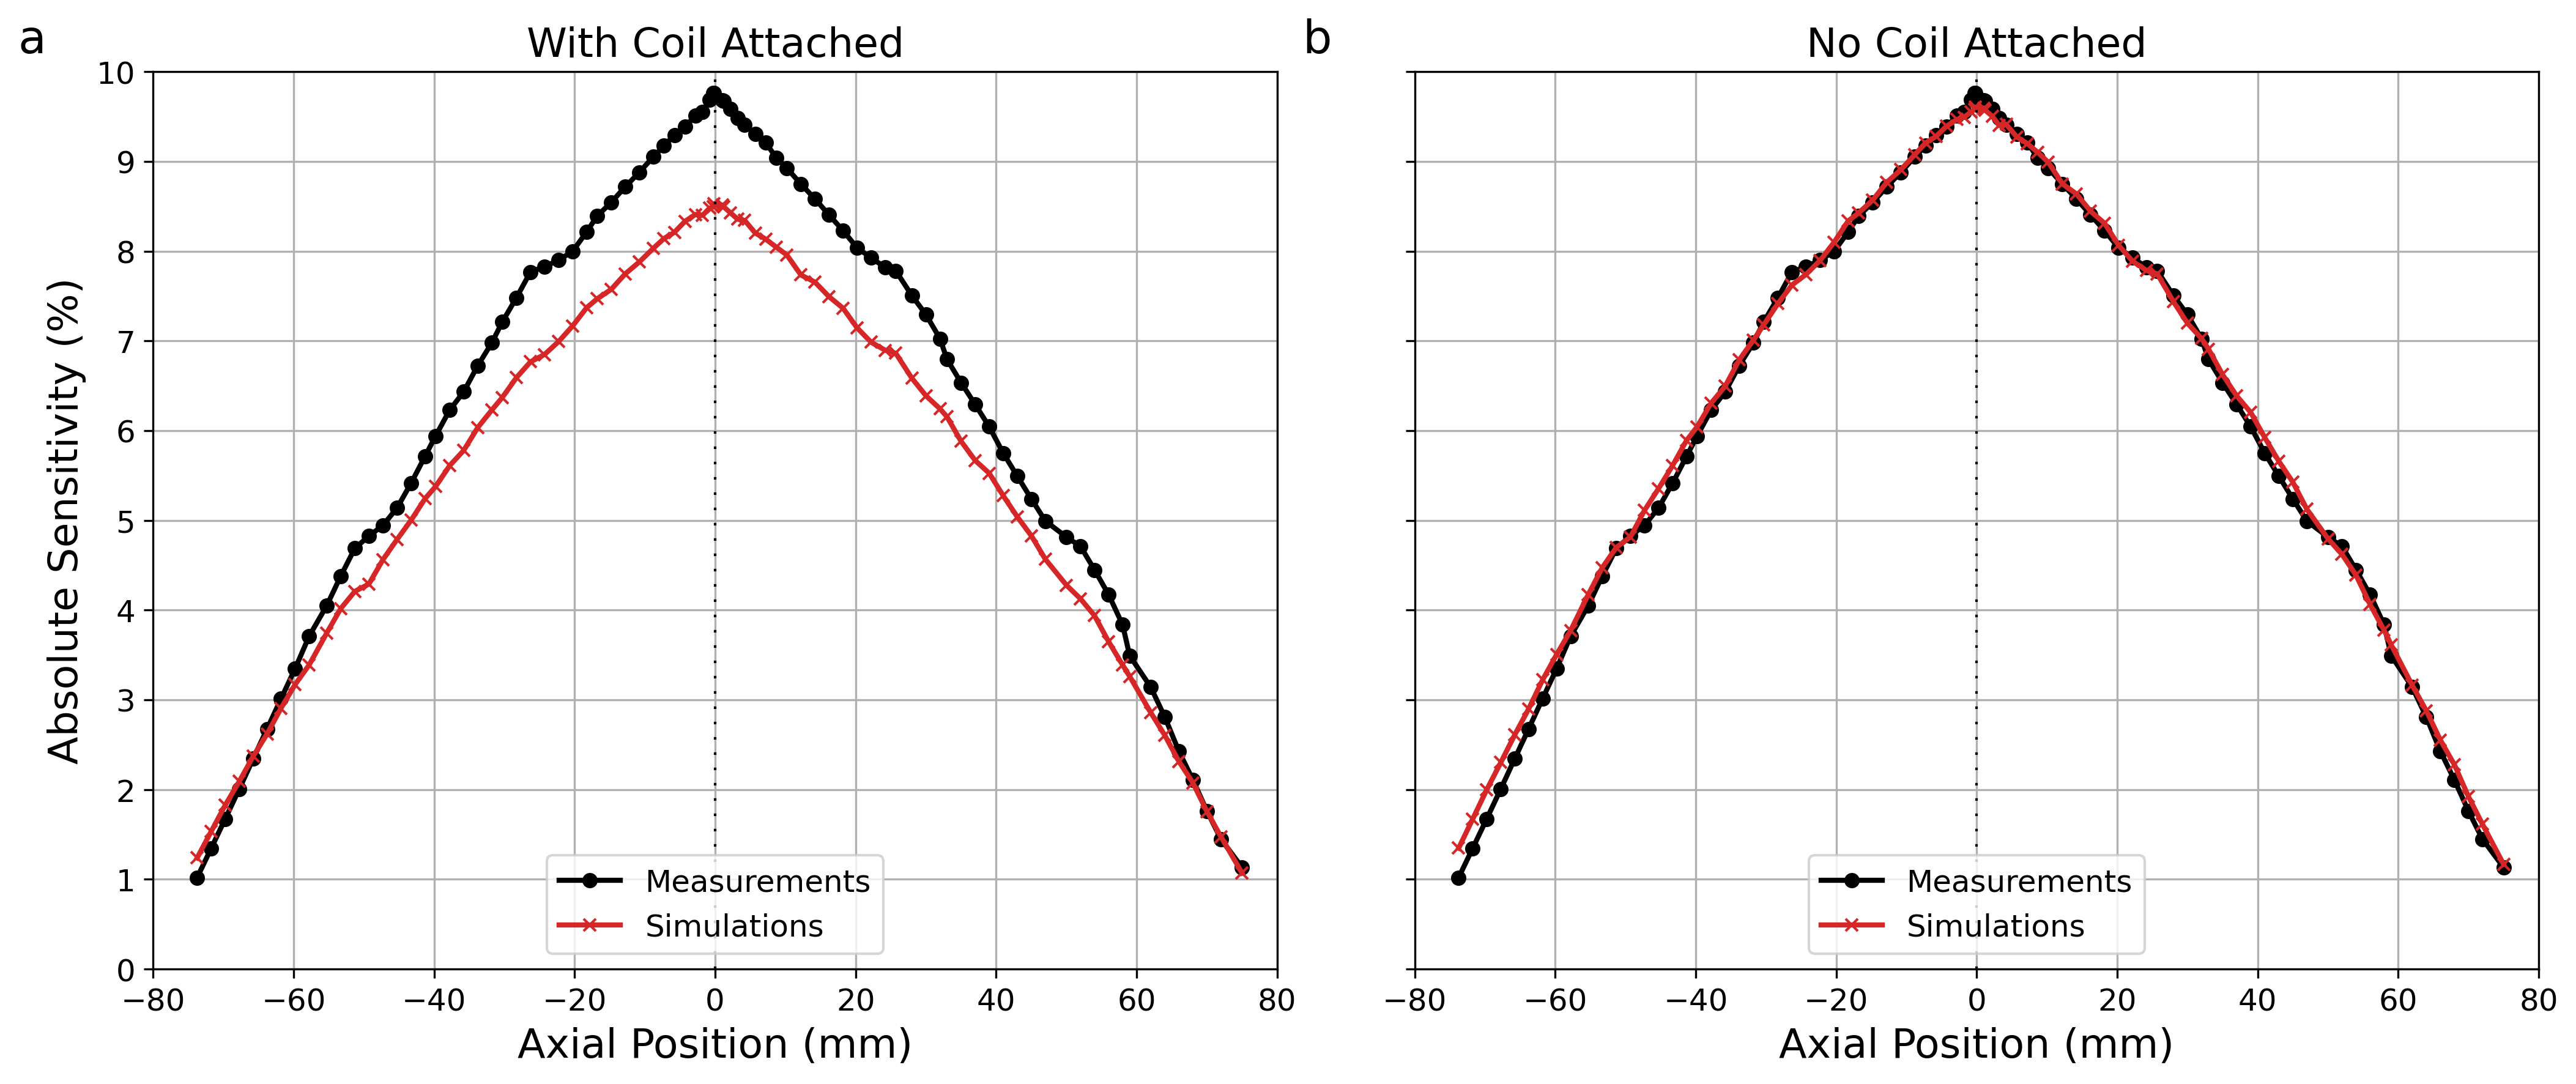 a
With Coil Attached
10
9
8
7
6
5
4
3
2
1
0
Absolute Sensitivity (%)
Measurements
Simulations
−80 −60 −40 −20 0 20 40 60 80
Axial Position (mm)
b
No Coil Attached
Measurements
Simulations
−80 −60 −40 −20 0 20 40 60 80
Axial Position (mm)